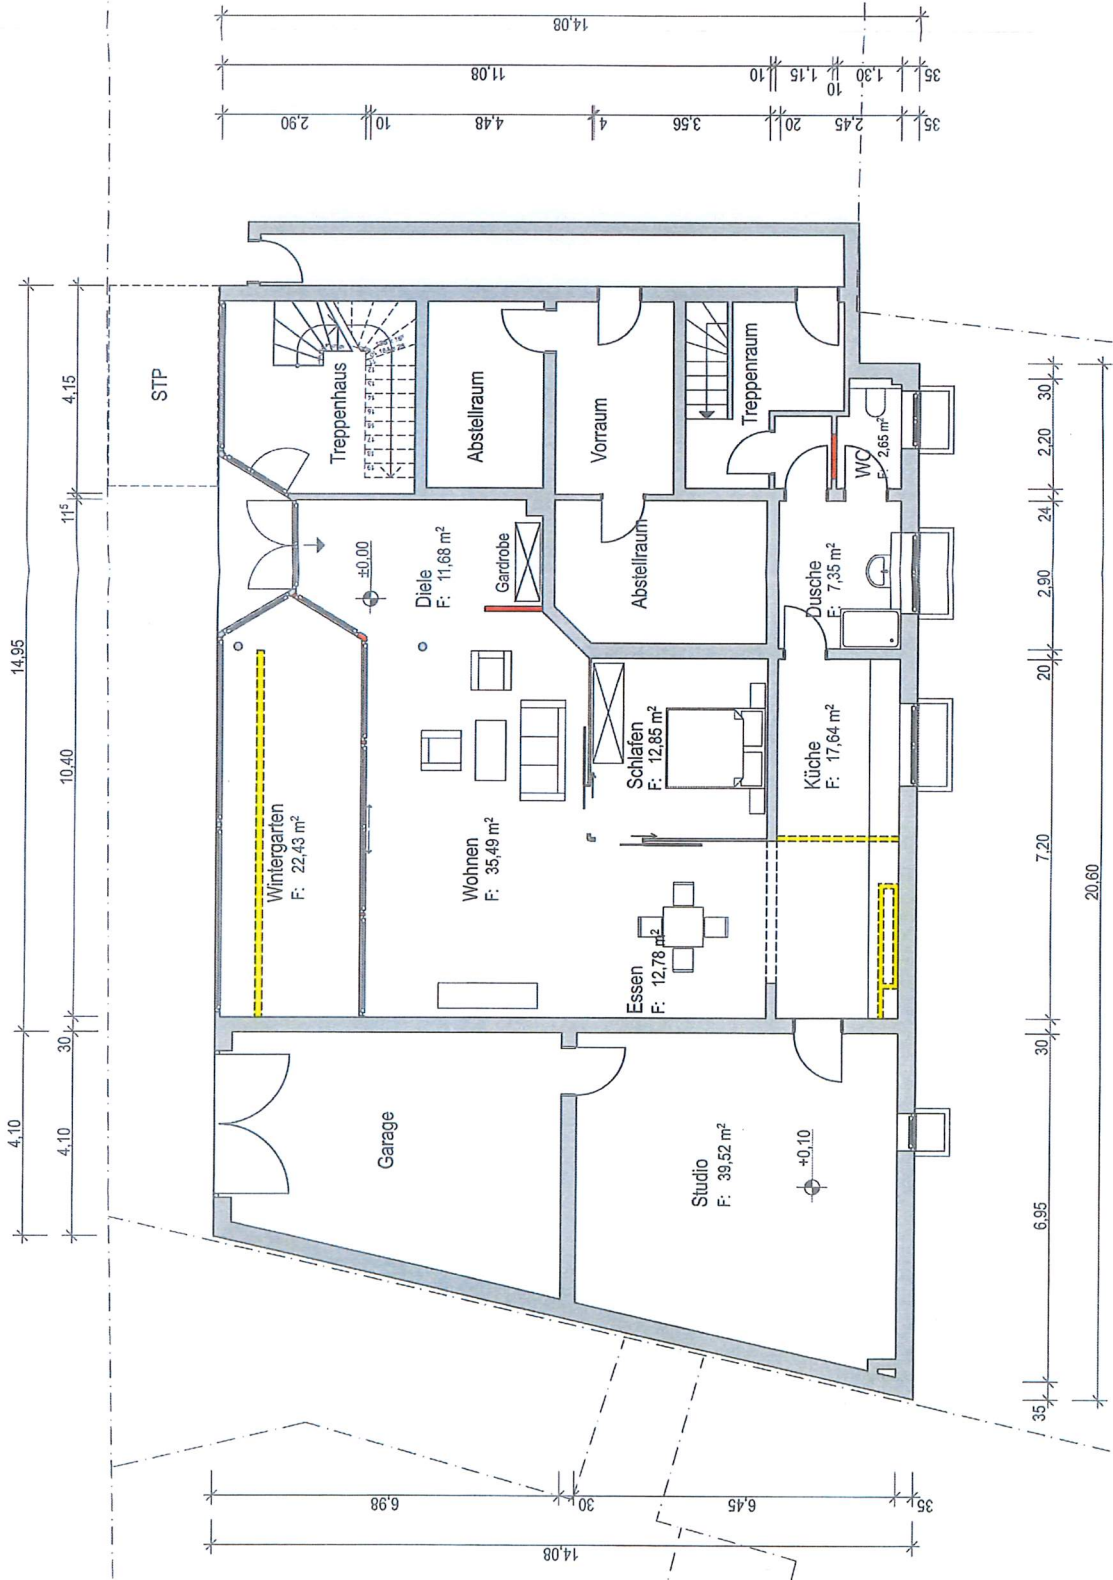 14,08
11,08
10
1,15
10
1,30
35
2,90
10
4,48
4
3,56
20
2,45
35
14,95
4,10
4,15
11⁵
10,40
30
4,10
STP
Treppenhaus
Abstellraum
Vorraum
Treppenraum
WC
F: 2,65 m²
±0,00
Diele
F: 11,68 m²
Gardrobe
Abstellraum
Dusche
F: 7,35 m²
Wintergarten
F: 22,43 m²
Wohnen
F: 35,49 m²
Schlafen
F: 12,85 m²
Küche
F: 17,64 m²
Essen
F: 12,78 m²
Garage
Studio
F: 39,52 m²
+0,10
30
2,20
24
2,90
20
7,20
30
6,95
35
20,60
6,98
30
6,45
35
14,08